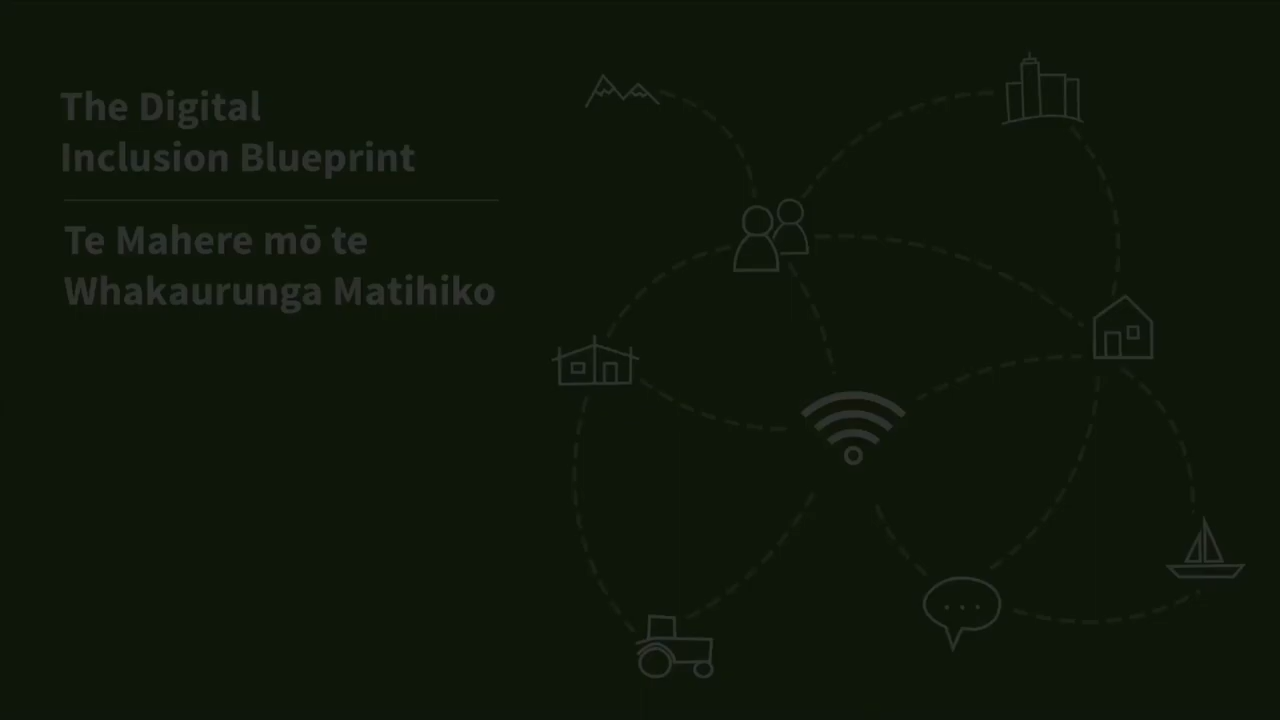 The Digital
Inclusion Blueprint
Te Mahere mō te
Whakaurunga Matihiko